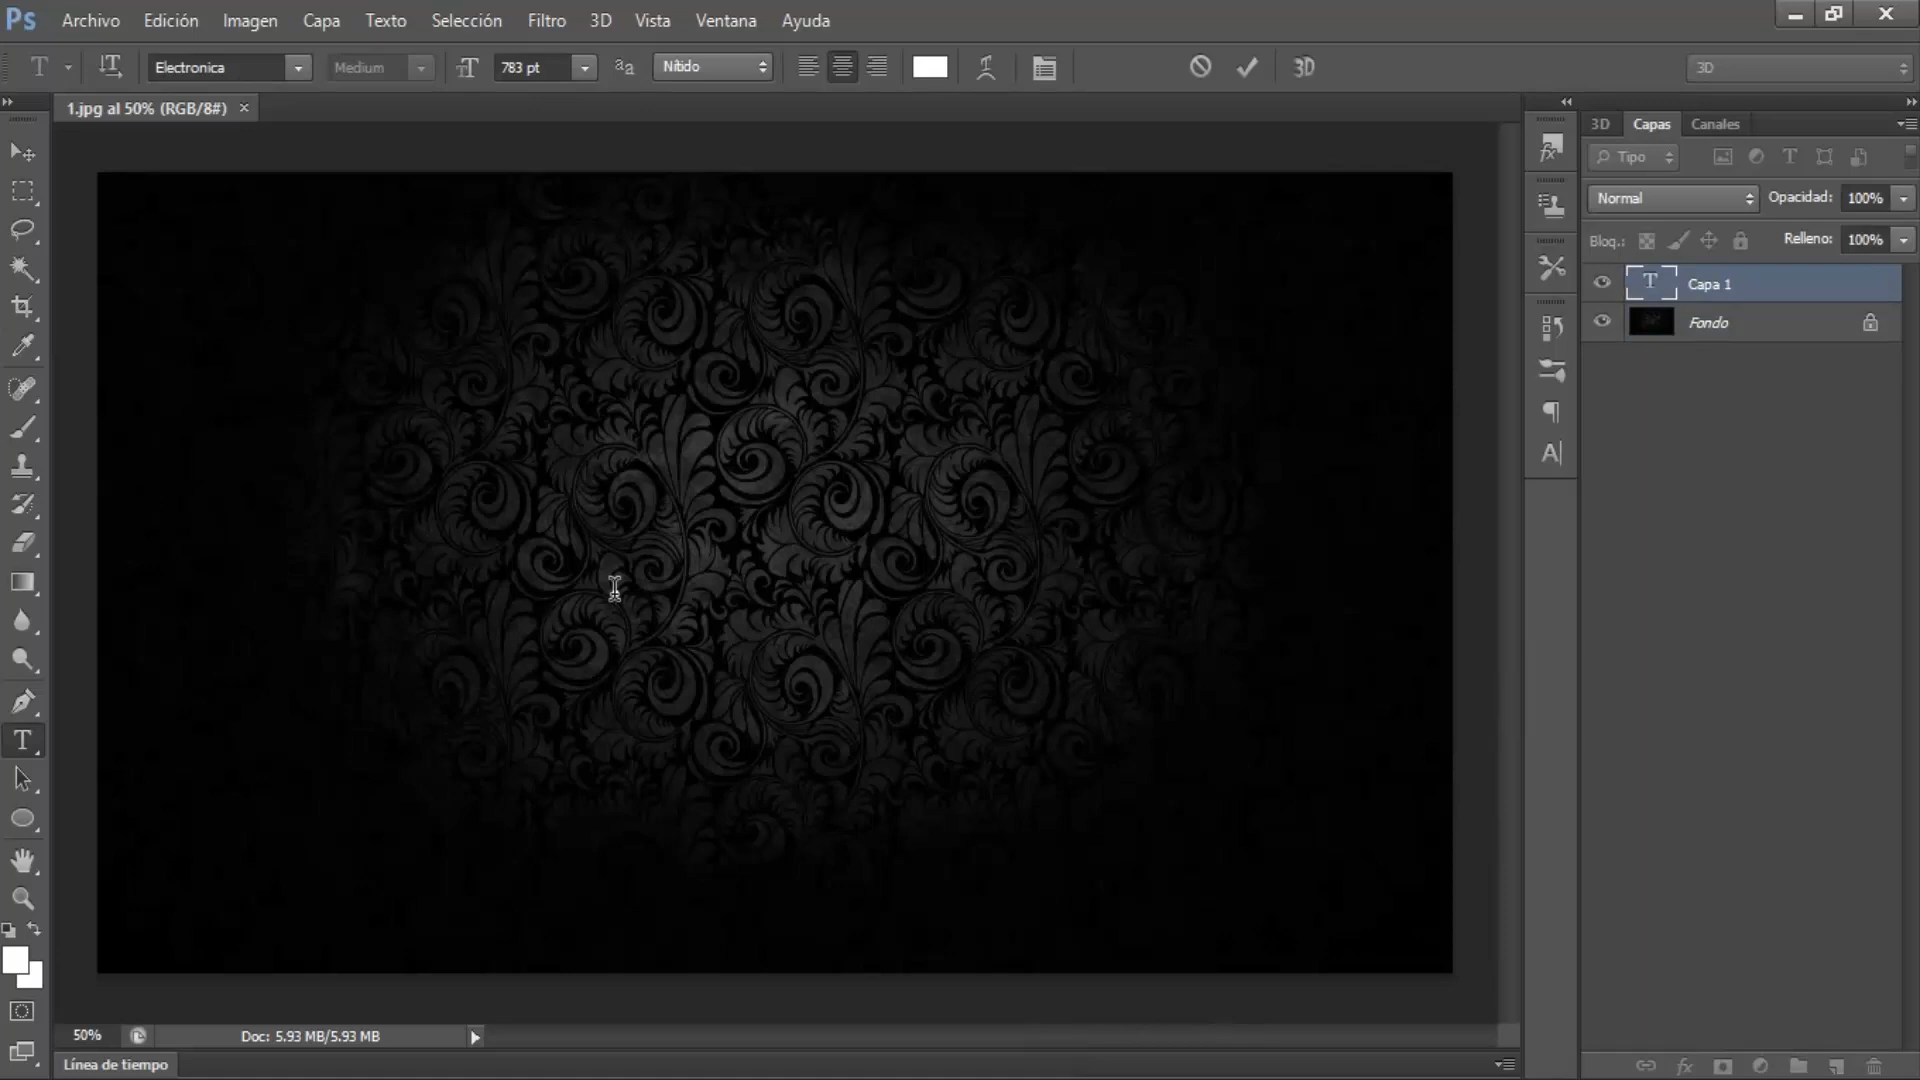 Ps Archivo Edición Imagen Capa Texto Selección Filtro 3D Vista Ventana Ayuda
T Electronica Medium 783 pt aa Nítido 3D 3D
1.jpg al 50% (RGB/8#) ×
3D Capas Canales
Tipo
Normal Opacidad: 100%
Bloq.: Relleno: 100%
T Capa 1
Fondo
50% Doc: 5.93 MB/5.93 MB
Línea de tiempo